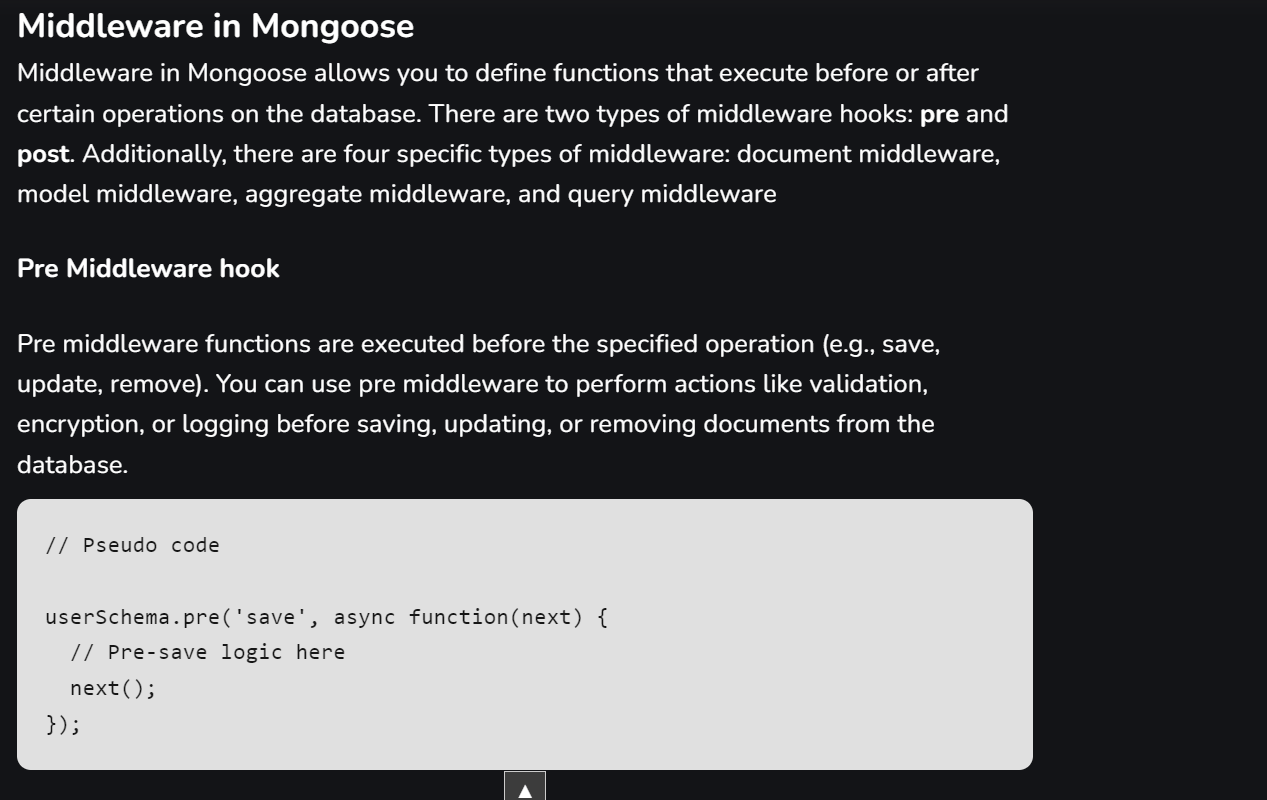 Middleware in Mongoose
Middleware in Mongoose allows you to define functions that execute before or after
certain operations on the database. There are two types of middleware hooks: pre and
post. Additionally, there are four specific types of middleware: document middleware,
model middleware, aggregate middleware, and query middleware
Pre Middleware hook
Pre middleware functions are executed before the specified operation (e.g., save,
update, remove). You can use pre middleware to perform actions like validation,
encryption, or logging before saving, updating, or removing documents from the
database.
// Pseudo code
userSchema.pre('save', async function(next) {
  // Pre-save logic here
  next();
});